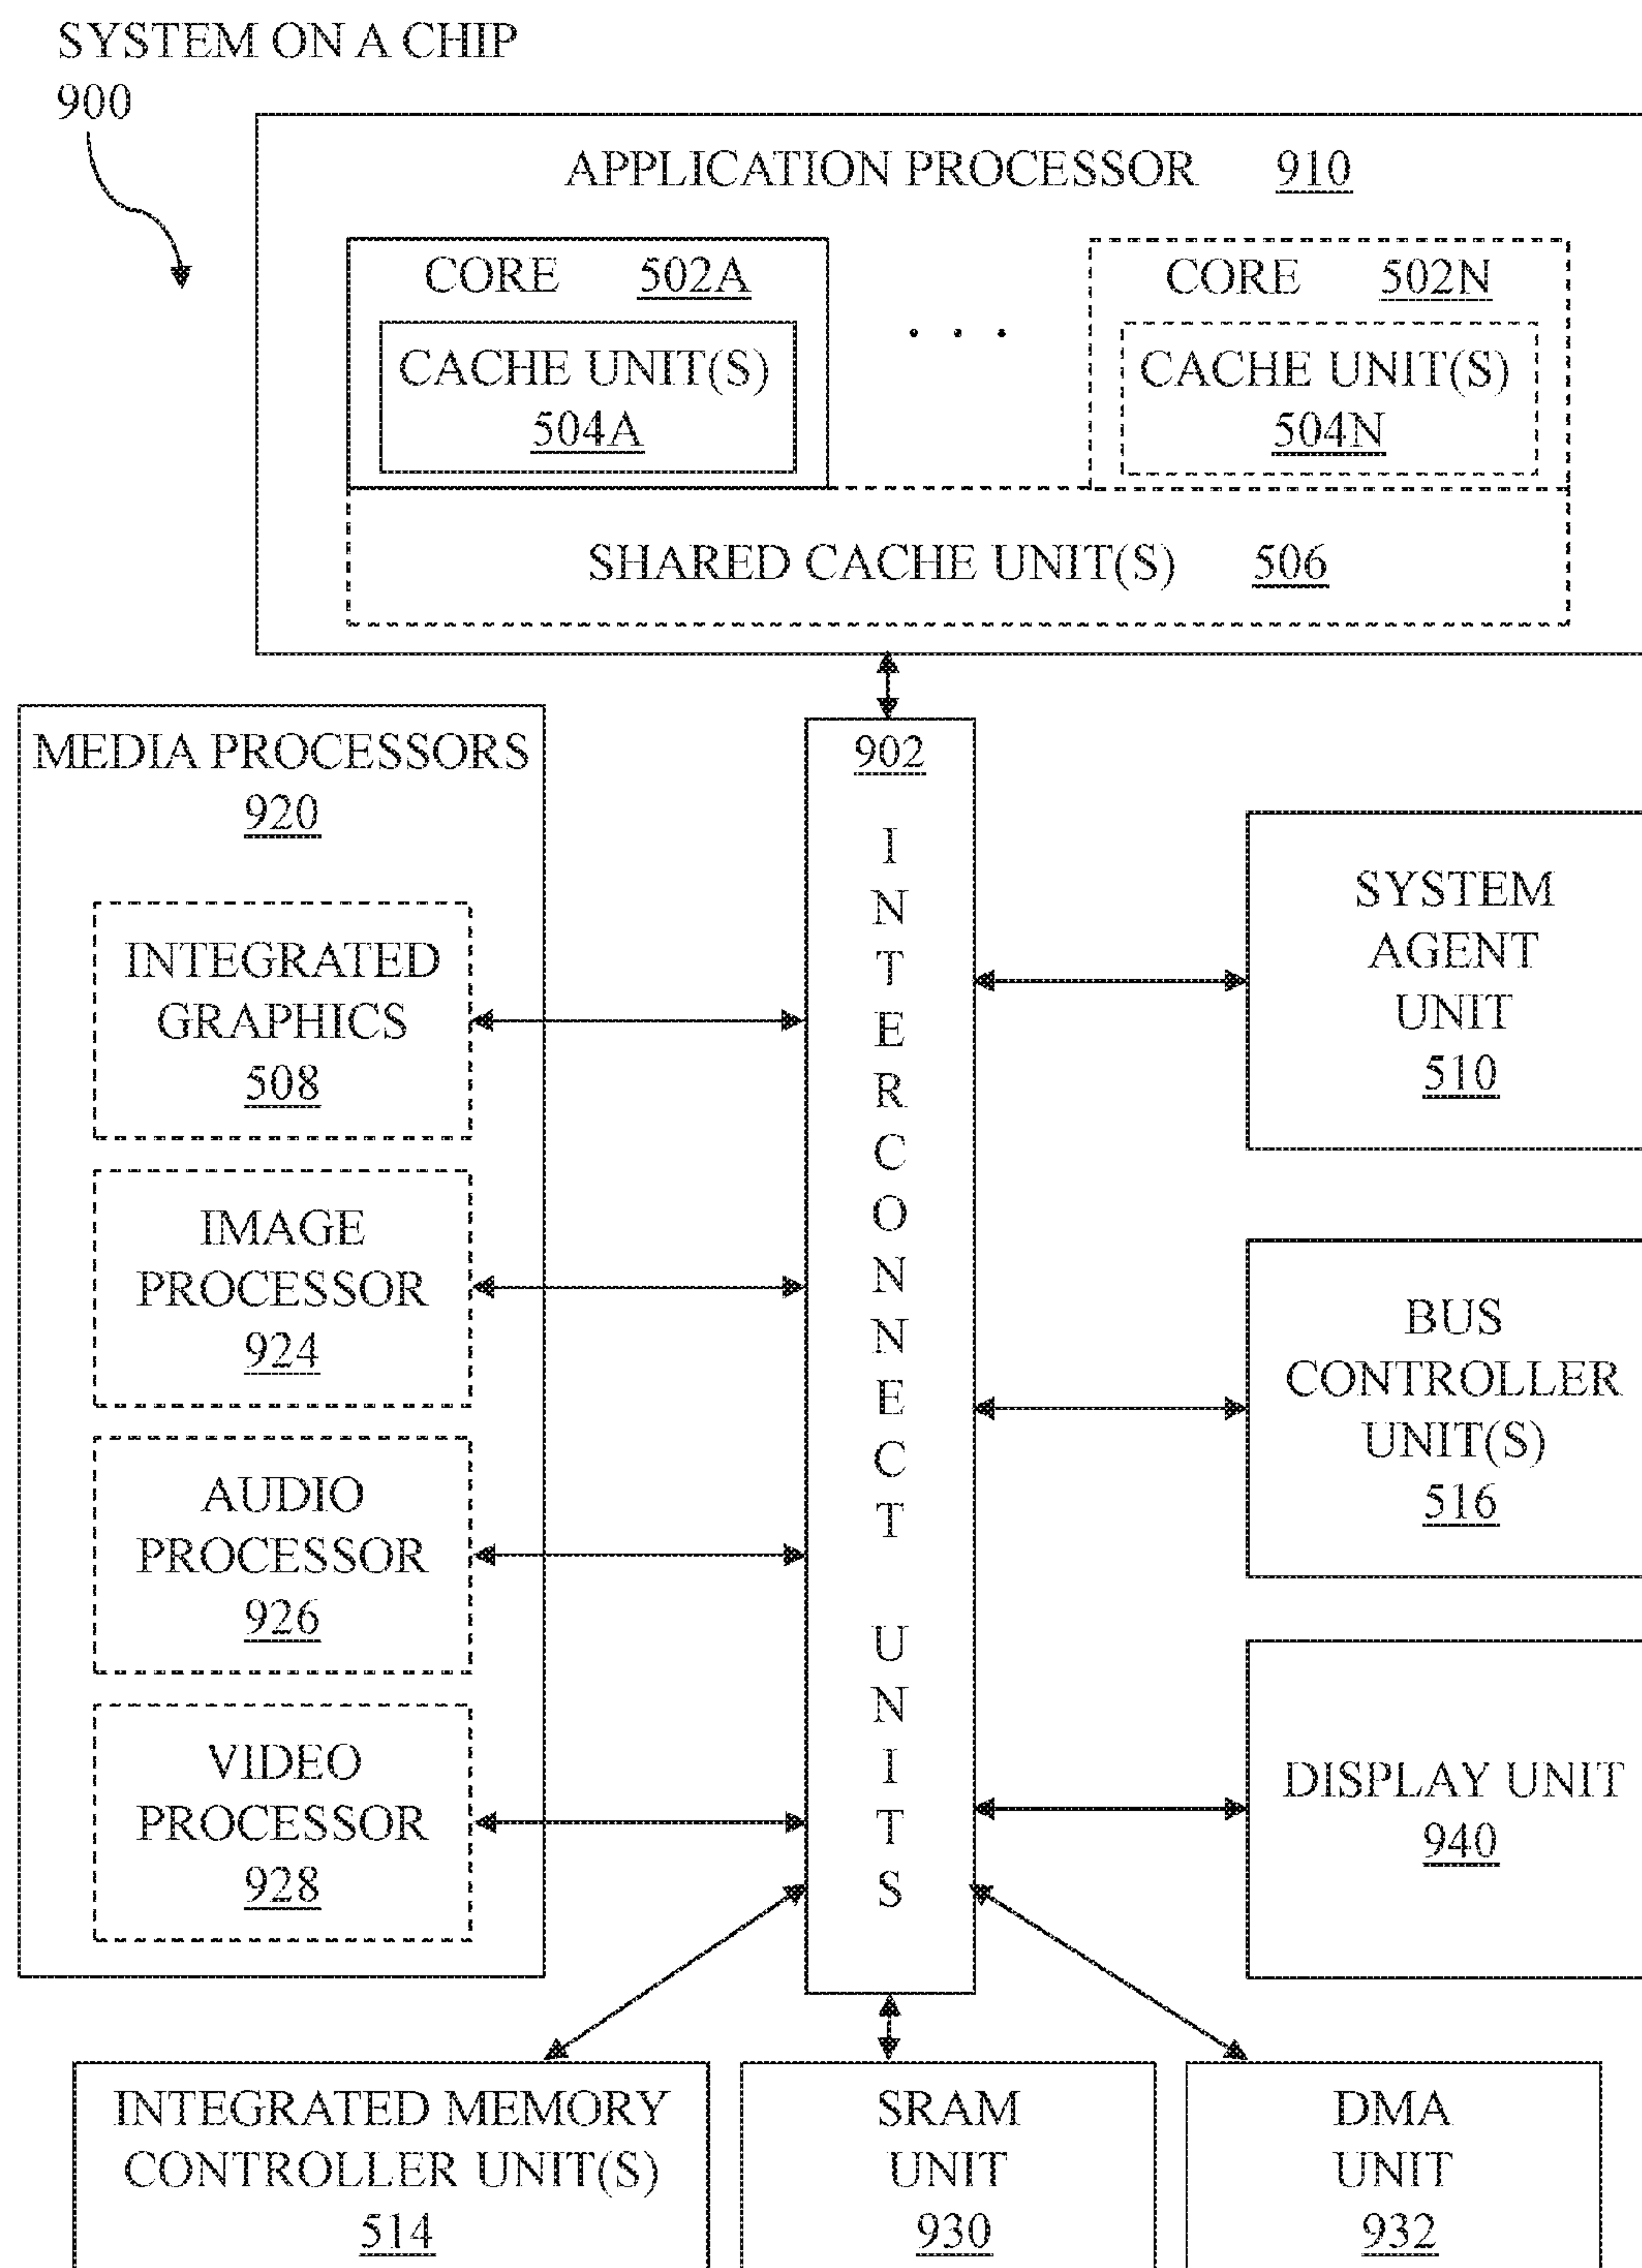 SYSTEM ON A CHIP
900
APPLICATION PROCESSOR 910
CORE 502A
CACHE UNIT(S)
504A
. . .
CORE 502N
CACHE UNIT(S)
504N
SHARED CACHE UNIT(S) 506
MEDIA PROCESSORS
920
INTEGRATED
GRAPHICS
508
IMAGE
PROCESSOR
924
AUDIO
PROCESSOR
926
VIDEO
PROCESSOR
928
902
INTERCONNECT UNITS
SYSTEM
AGENT
UNIT
510
BUS
CONTROLLER
UNIT(S)
516
DISPLAY UNIT
940
INTEGRATED MEMORY
CONTROLLER UNIT(S)
514
SRAM
UNIT
930
DMA
UNIT
932